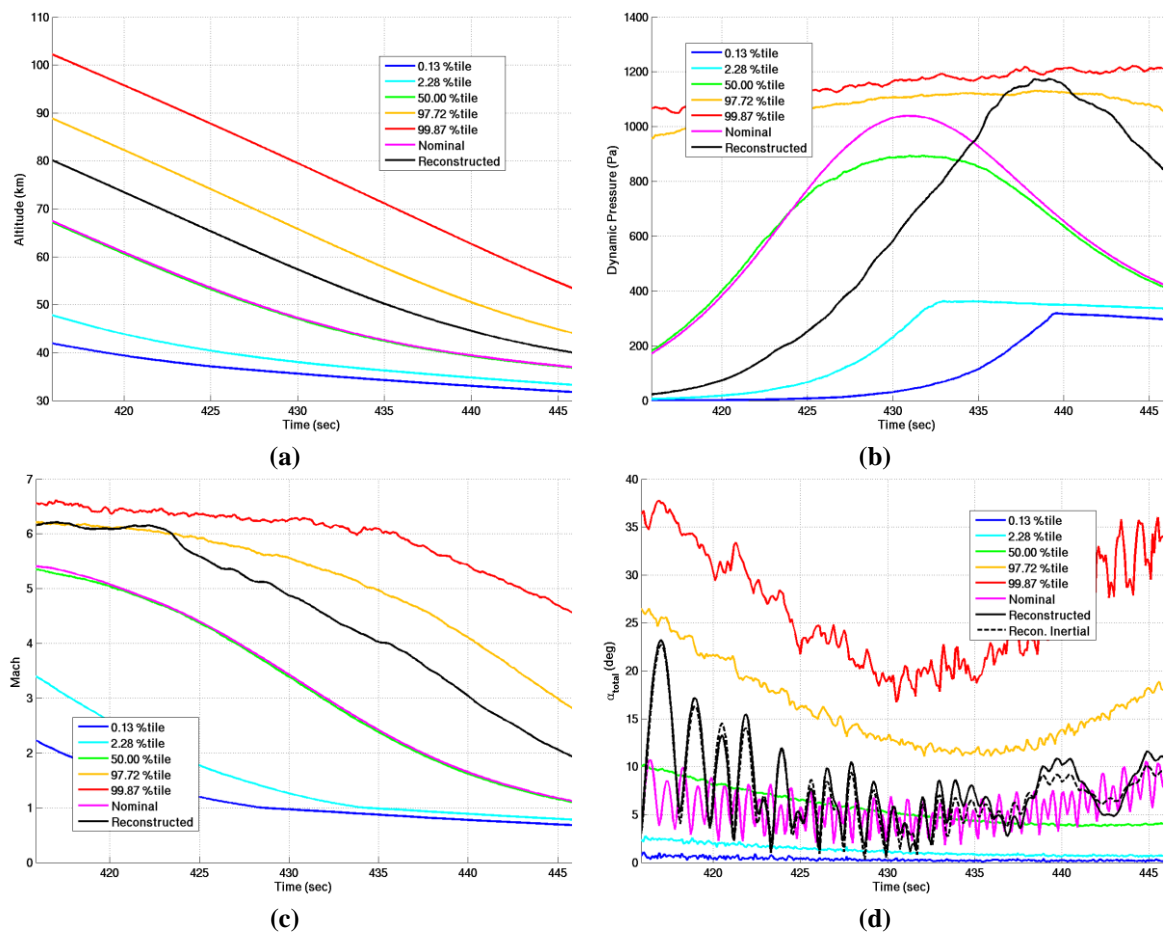 110
100
90
80
70
60
50
40
30
Altitude (km)
0.13 %tile
2.28 %tile
50.00 %tile
97.72 %tile
99.87 %tile
Nominal
Reconstructed
420 425 430 435 440 445
Time (sec)
(a)
1400
1200
1000
800
600
400
200
0
Dynamic Pressure (Pa)
0.13 %tile
2.28 %tile
50.00 %tile
97.72 %tile
99.87 %tile
Nominal
Reconstructed
420 425 430 435 440 445
Time (sec)
(b)
7
6
5
4
3
2
1
0
Mach
0.13 %tile
2.28 %tile
50.00 %tile
97.72 %tile
99.87 %tile
Nominal
Reconstructed
420 425 430 435 440 445
Time (sec)
(c)
40
35
30
25
20
15
10
5
0
α_total (deg)
0.13 %tile
2.28 %tile
50.00 %tile
97.72 %tile
99.87 %tile
Nominal
Reconstructed
Recon. Inertial
420 425 430 435 440 445
Time (sec)
(d)